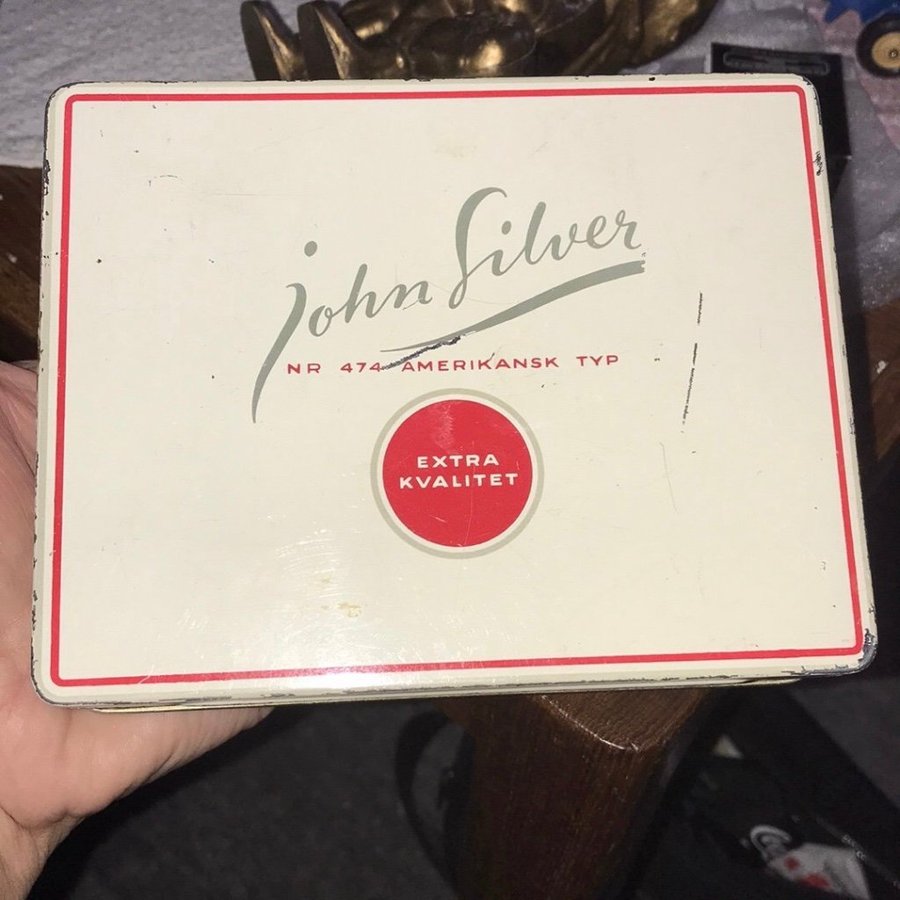 John Silver
NR 474 AMERIKANSK TYP
EXTRA
KVALITET